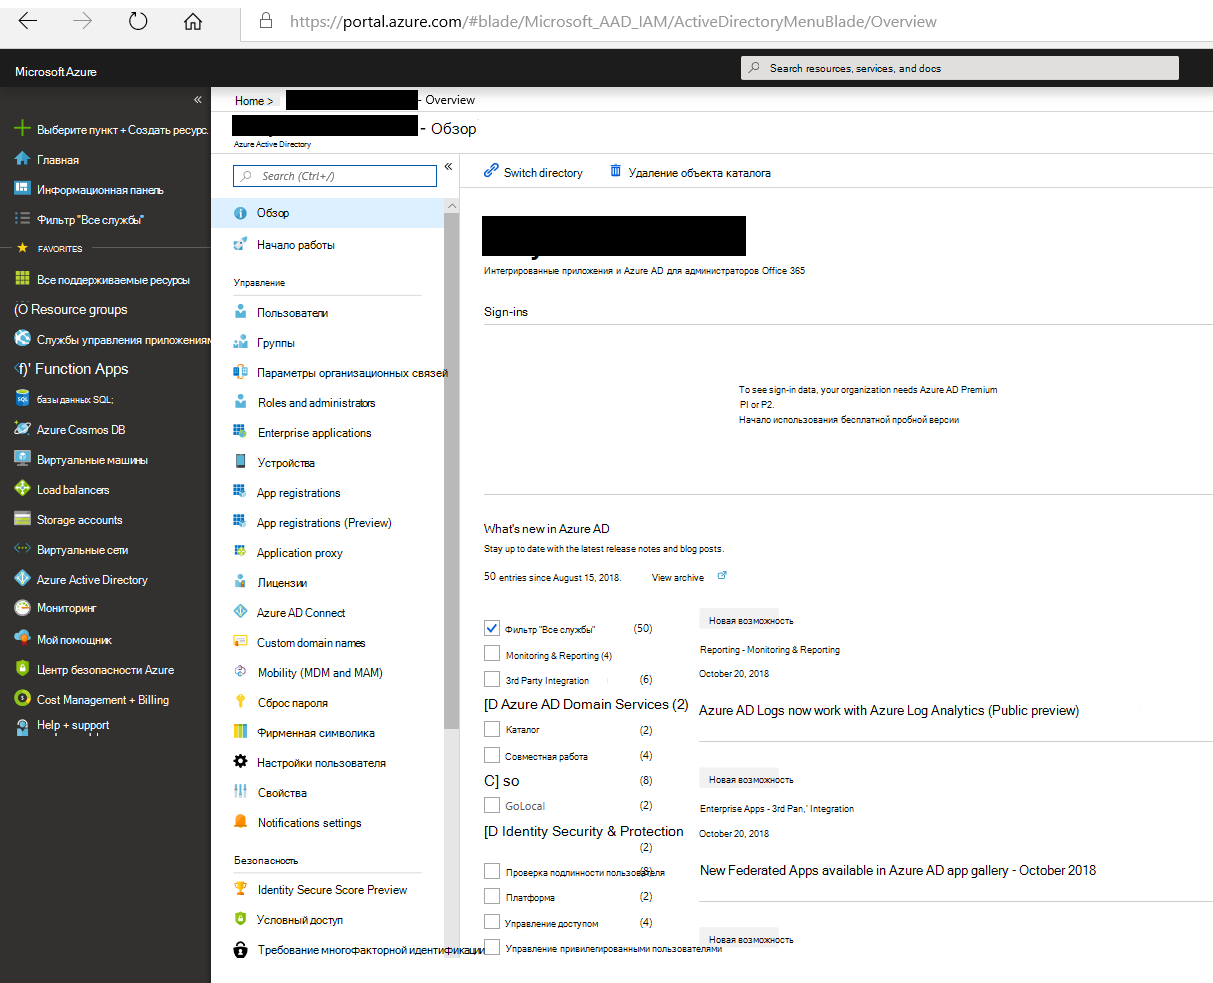 https://portal.azure.com/#blade/Microsoft_AAD_IAM/ActiveDirectoryMenuBlade/Overview
Microsoft Azure
Search resources, services, and docs
«
Выберите пункт + Создать ресурс.
Главная
Информационная панель
Фильтр "Все службы"
FAVORITES
Все поддерживаемые ресурсы
(O Resource groups
Службы управления приложениям
f)' Function Apps
SQL
базы данных SQL;
Azure Cosmos DB
Виртуальные машины
Load balancers
Storage accounts
Виртуальные сети
Azure Active Directory
Мониторинг
Мой помощник
Центр безопасности Azure
Cost Management + Billing
Help + support
Home >
- Overview
- Обзор
Azure Active Directory
Search (Ctrl+/)
«
Обзор
Начало работы
Управление
Пользователи
Группы
Параметры организационных связей
Roles and administrators
Enterprise applications
Устройства
App registrations
App registrations (Preview)
Application proxy
Лицензии
Azure AD Connect
Custom domain names
Mobility (MDM and MAM)
Сброс пароля
Фирменная символика
Настройки пользователя
Свойства
Notifications settings
Безопасность
Identity Secure Score Preview
Условный доступ
Требование многофакторной идентификации
Switch directory
Удаление объекта каталога
Интегрированные приложения и Azure AD для администраторов Office 365
Sign-ins
To see sign-in data, your organization needs Azure AD Premium
PI or P2.
Начало использования бесплатной пробной версии
What's new in Azure AD
Stay up to date with the latest release notes and blog posts.
50 entries since August 15, 2018.
View archive
Фильтр "Все службы" (50)
Monitoring & Reporting (4)
3rd Party Integration (6)
[D Azure AD Domain Services (2)
Каталог (2)
Совместная работа (4)
C] so (8)
GoLocal (2)
[D Identity Security & Protection
(2)
Проверка подлинности пользователя
Платформа (2)
Управление доступом (4)
Управление привилегированными пользователями
Новая возможность
Reporting - Monitoring & Reporting
October 20, 2018
Azure AD Logs now work with Azure Log Analytics (Public preview)
Новая возможность
Enterprise Apps - 3rd Pan,' Integration
October 20, 2018
New Federated Apps available in Azure AD app gallery - October 2018
Новая возможность